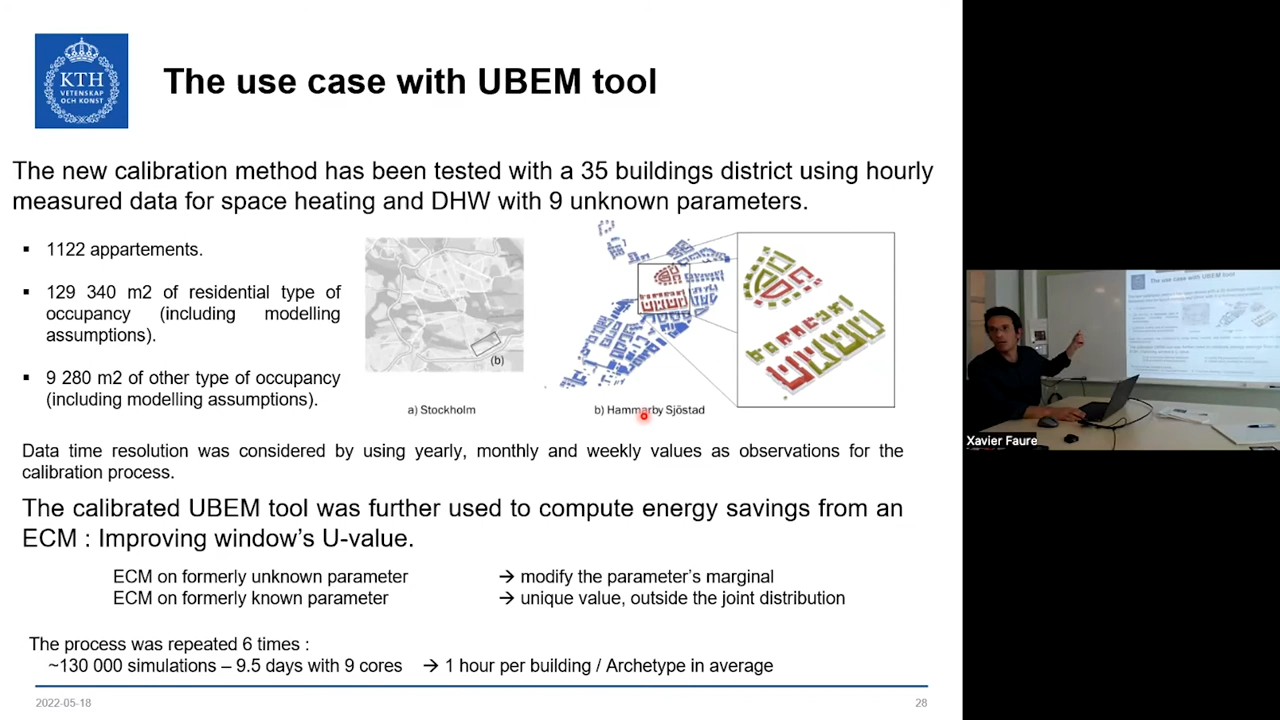 KTH
VETENSKAP
OCH KONST
The use case with UBEM tool
The new calibration method has been tested with a 35 buildings district using hourly
measured data for space heating and DHW with 9 unknown parameters.
▪ 1122 appartements.
▪ 129 340 m2 of residential type of
occupancy (including modelling
assumptions).
▪ 9 280 m2 of other type of occupancy
(including modelling assumptions).
(b)
a) Stockholm
b) Hammarby Sjöstad
Data time resolution was considered by using yearly, monthly and weekly values as observations for the
calibration process.
The calibrated UBEM tool was further used to compute energy savings from an
ECM : Improving window's U-value.
ECM on formerly unknown parameter → modify the parameter's marginal
ECM on formerly known parameter → unique value, outside the joint distribution
The process was repeated 6 times :
~130 000 simulations – 9.5 days with 9 cores → 1 hour per building / Archetype in average
2022-05-18
28
The use case with UBEM tool
Xavier Faure